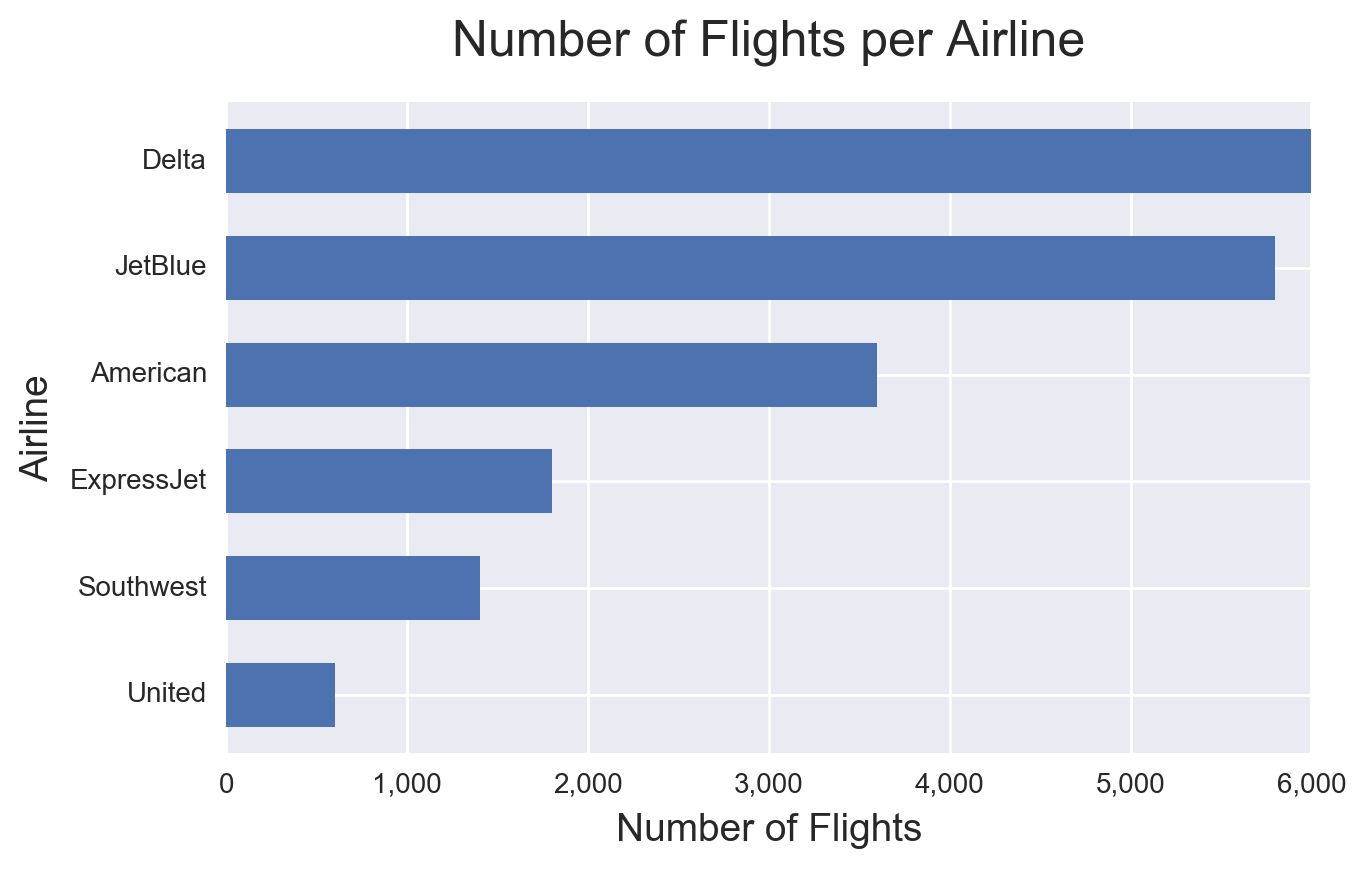 Number of Flights per Airline
Delta
JetBlue
American
ExpressJet
Southwest
United
Airline
0 1,000 2,000 3,000 4,000 5,000 6,000
Number of Flights